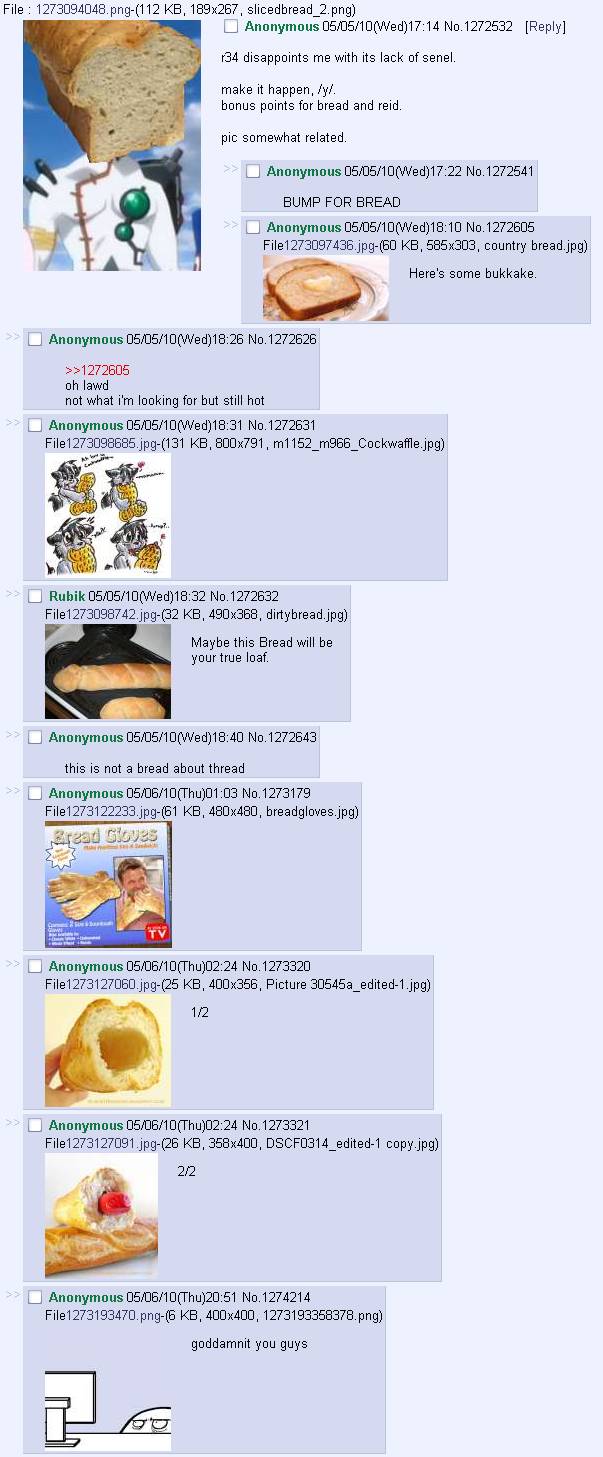 File : 1273094048.png-(112 KB, 189x267, slicedbread_2.png)
Anonymous 05/05/10(Wed)17:14 No.1272532 [Reply]
r34 disappoints me with its lack of senel.
make it happen, /y/.
bonus points for bread and reid.
pic somewhat related.
>> Anonymous 05/05/10(Wed)17:22 No.1272541
BUMP FOR BREAD
>> Anonymous 05/05/10(Wed)18:10 No.1272605
File1273097436.jpg-(60 KB, 585x303, country bread.jpg)
Here's some bukkake.
>> Anonymous 05/05/10(Wed)18:26 No.1272626
>>1272605
oh lawd
not what i'm looking for but still hot
>> Anonymous 05/05/10(Wed)18:31 No.1272631
File1273098685.jpg-(131 KB, 800x791, m1152_m966_Cockwaffle.jpg)
>> Rubik 05/05/10(Wed)18:32 No.1272632
File1273098742.jpg-(32 KB, 490x368, dirtybread.jpg)
Maybe this Bread will be
your true loaf.
>> Anonymous 05/05/10(Wed)18:40 No.1272643
this is not a bread about thread
>> Anonymous 05/06/10(Thu)01:03 No.1273179
File1273122233.jpg-(61 KB, 480x480, breadgloves.jpg)
Bread Gloves
TV
>> Anonymous 05/06/10(Thu)02:24 No.1273320
File1273127060.jpg-(25 KB, 400x356, Picture 30545a_edited-1.jpg)
1/2
>> Anonymous 05/06/10(Thu)02:24 No.1273321
File1273127091.jpg-(26 KB, 358x400, DSCF0314_edited-1 copy.jpg)
2/2
>> Anonymous 05/06/10(Thu)20:51 No.1274214
File1273193470.png-(6 KB, 400x400, 1273193358378.png)
goddamnit you guys